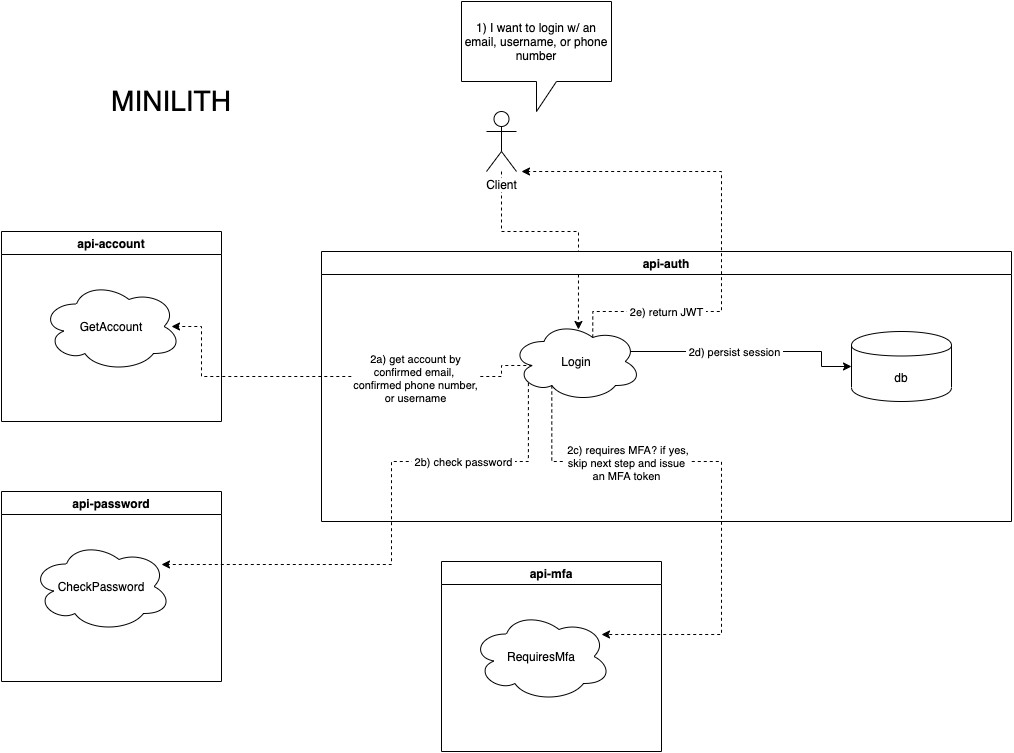 1) I want to login w/ an
email, username, or phone
number
MINILITH
Client
api-account
api-auth
GetAccount
2e) return JWT
Login
2d) persist session
db
2a) get account by
confirmed email,
confirmed phone number,
or username
2b) check password
2c) requires MFA? if yes,
skip next step and issue
an MFA token
api-password
CheckPassword
api-mfa
RequiresMfa